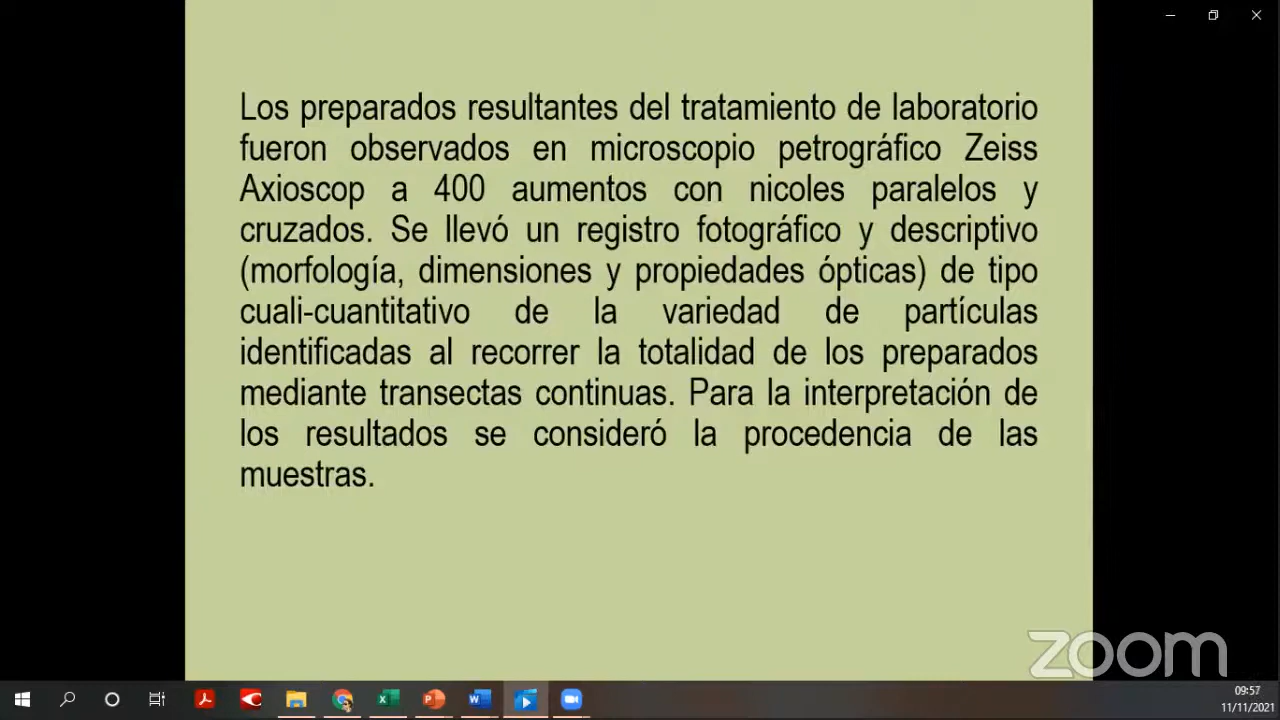 Los preparados resultantes del tratamiento de laboratorio
fueron observados en microscopio petrográfico Zeiss
Axioscop a 400 aumentos con nicoles paralelos y
cruzados. Se llevó un registro fotográfico y descriptivo
(morfología, dimensiones y propiedades ópticas) de tipo
cuali-cuantitativo de la variedad de partículas
identificadas al recorrer la totalidad de los preparados
mediante transectas continuas. Para la interpretación de
los resultados se consideró la procedencia de las
muestras.
zoom
09:57
11/11/2021